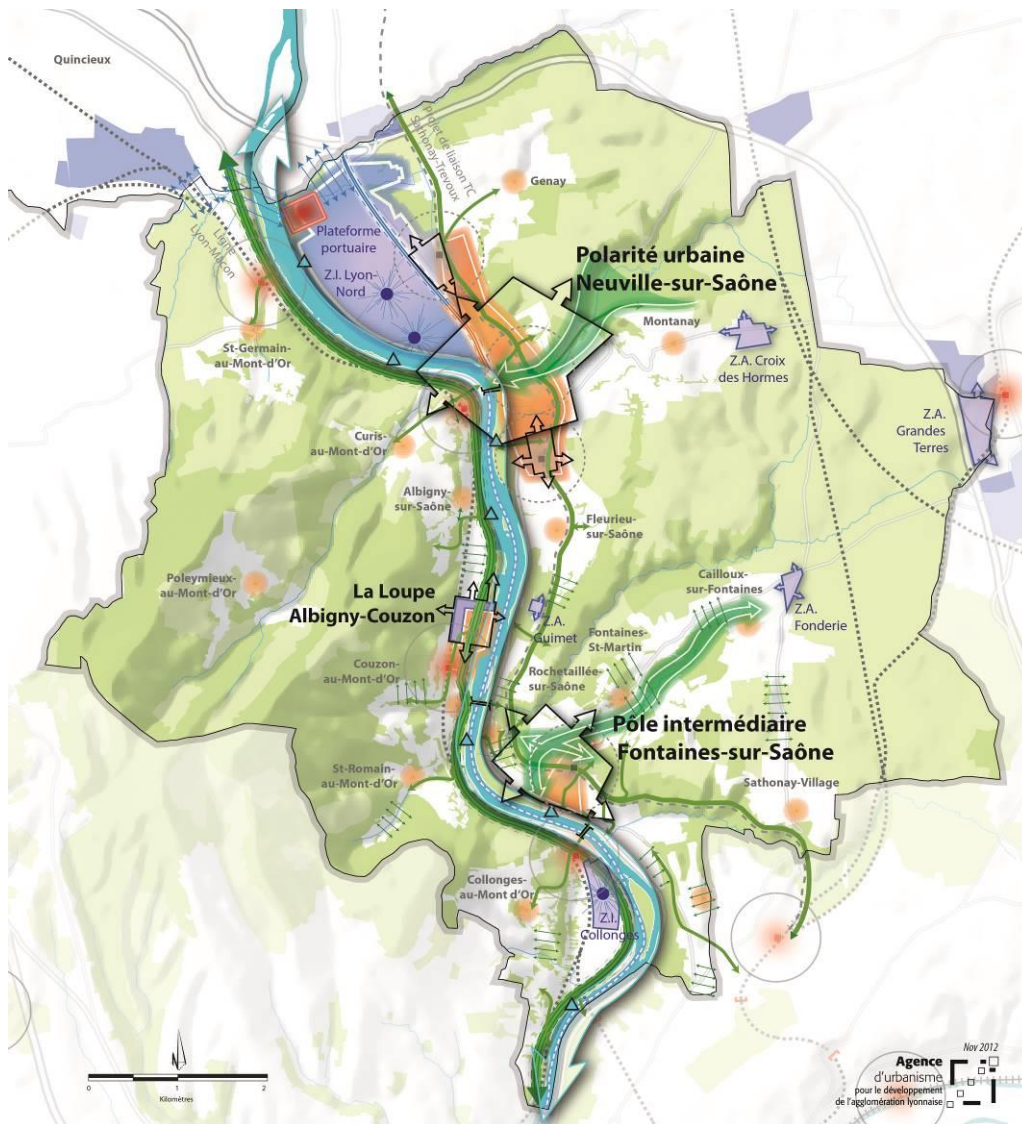 Quincieux
Projet de liaison TC
Sathonay-Trevoux
Genay
Plateforme
portuaire
Z.I. Lyon-
Nord
Ligne
Lyon-Macon
Polarité urbaine
Neuville-sur-Saône
Montanay
Z.A. Croix
des Hormes
St-Germain-
au-Mont-d'Or
Z.A.
Grandes
Terres
Curis-
au-Mont-d'Or
Albigny-
sur-Saône
Fleurieu-
sur-Saône
Poleymieux-
au-Mont-d'Or
La Loupe
Albigny-Couzon
Cailloux-
sur-Fontaines
Z.A.
Fonderie
Z.A.
Guimet
Fontaines-
St-Martin
Couzon-
au-Mont-d'Or
Rochetaillée-
sur-Saône
Pôle intermédiaire
Fontaines-sur-Saône
St-Romain-
au-Mont-d'Or
Sathonay-Village
Collonges-
au-Mont d'Or
Z.I.
Collonges
0 1 2
Kilomètres
Nov 2012
Agence
d'urbanisme
pour le développement
de l'agglomération lyonnaise